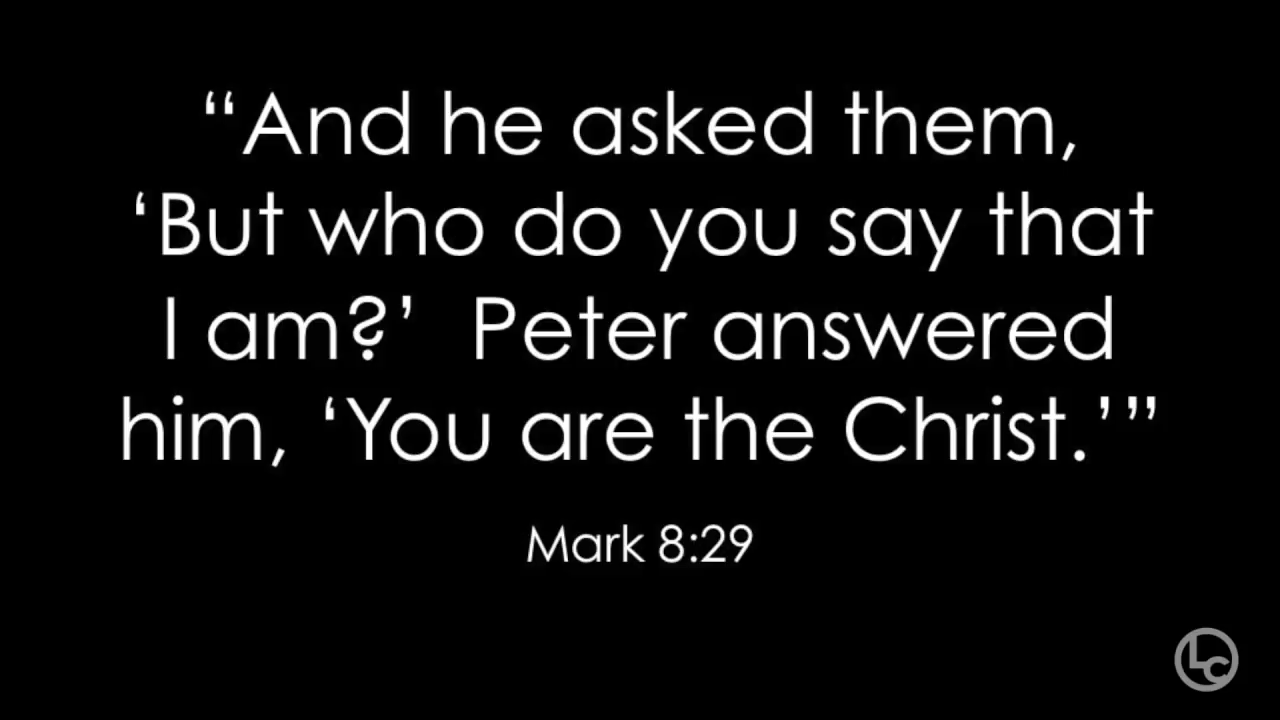 “And he asked them,
‘But who do you say that
I am?’  Peter answered
him, ‘You are the Christ.’”
Mark 8:29
LC